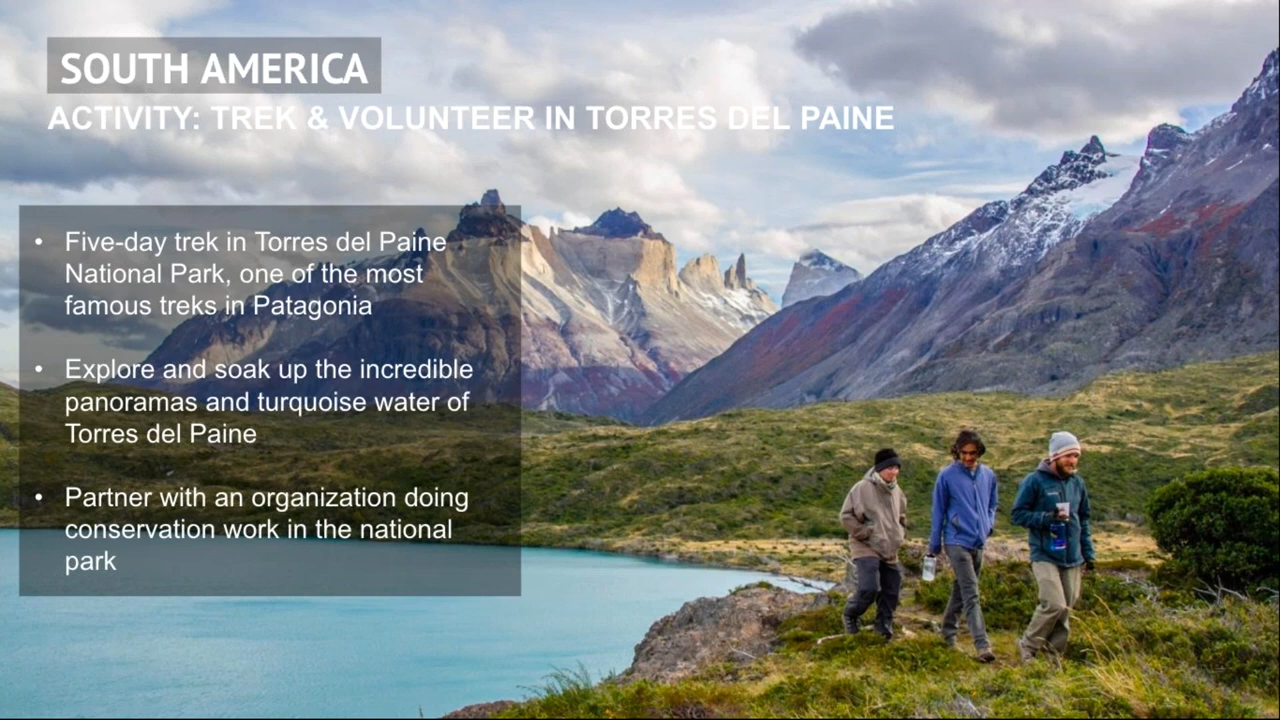 SOUTH AMERICA
ACTIVITY: TREK & VOLUNTEER IN TORRES DEL PAINE
• Five-day trek in Torres del Paine
National Park, one of the most
famous treks in Patagonia
• Explore and soak up the incredible
panoramas and turquoise water of
Torres del Paine
• Partner with an organization doing
conservation work in the national
park